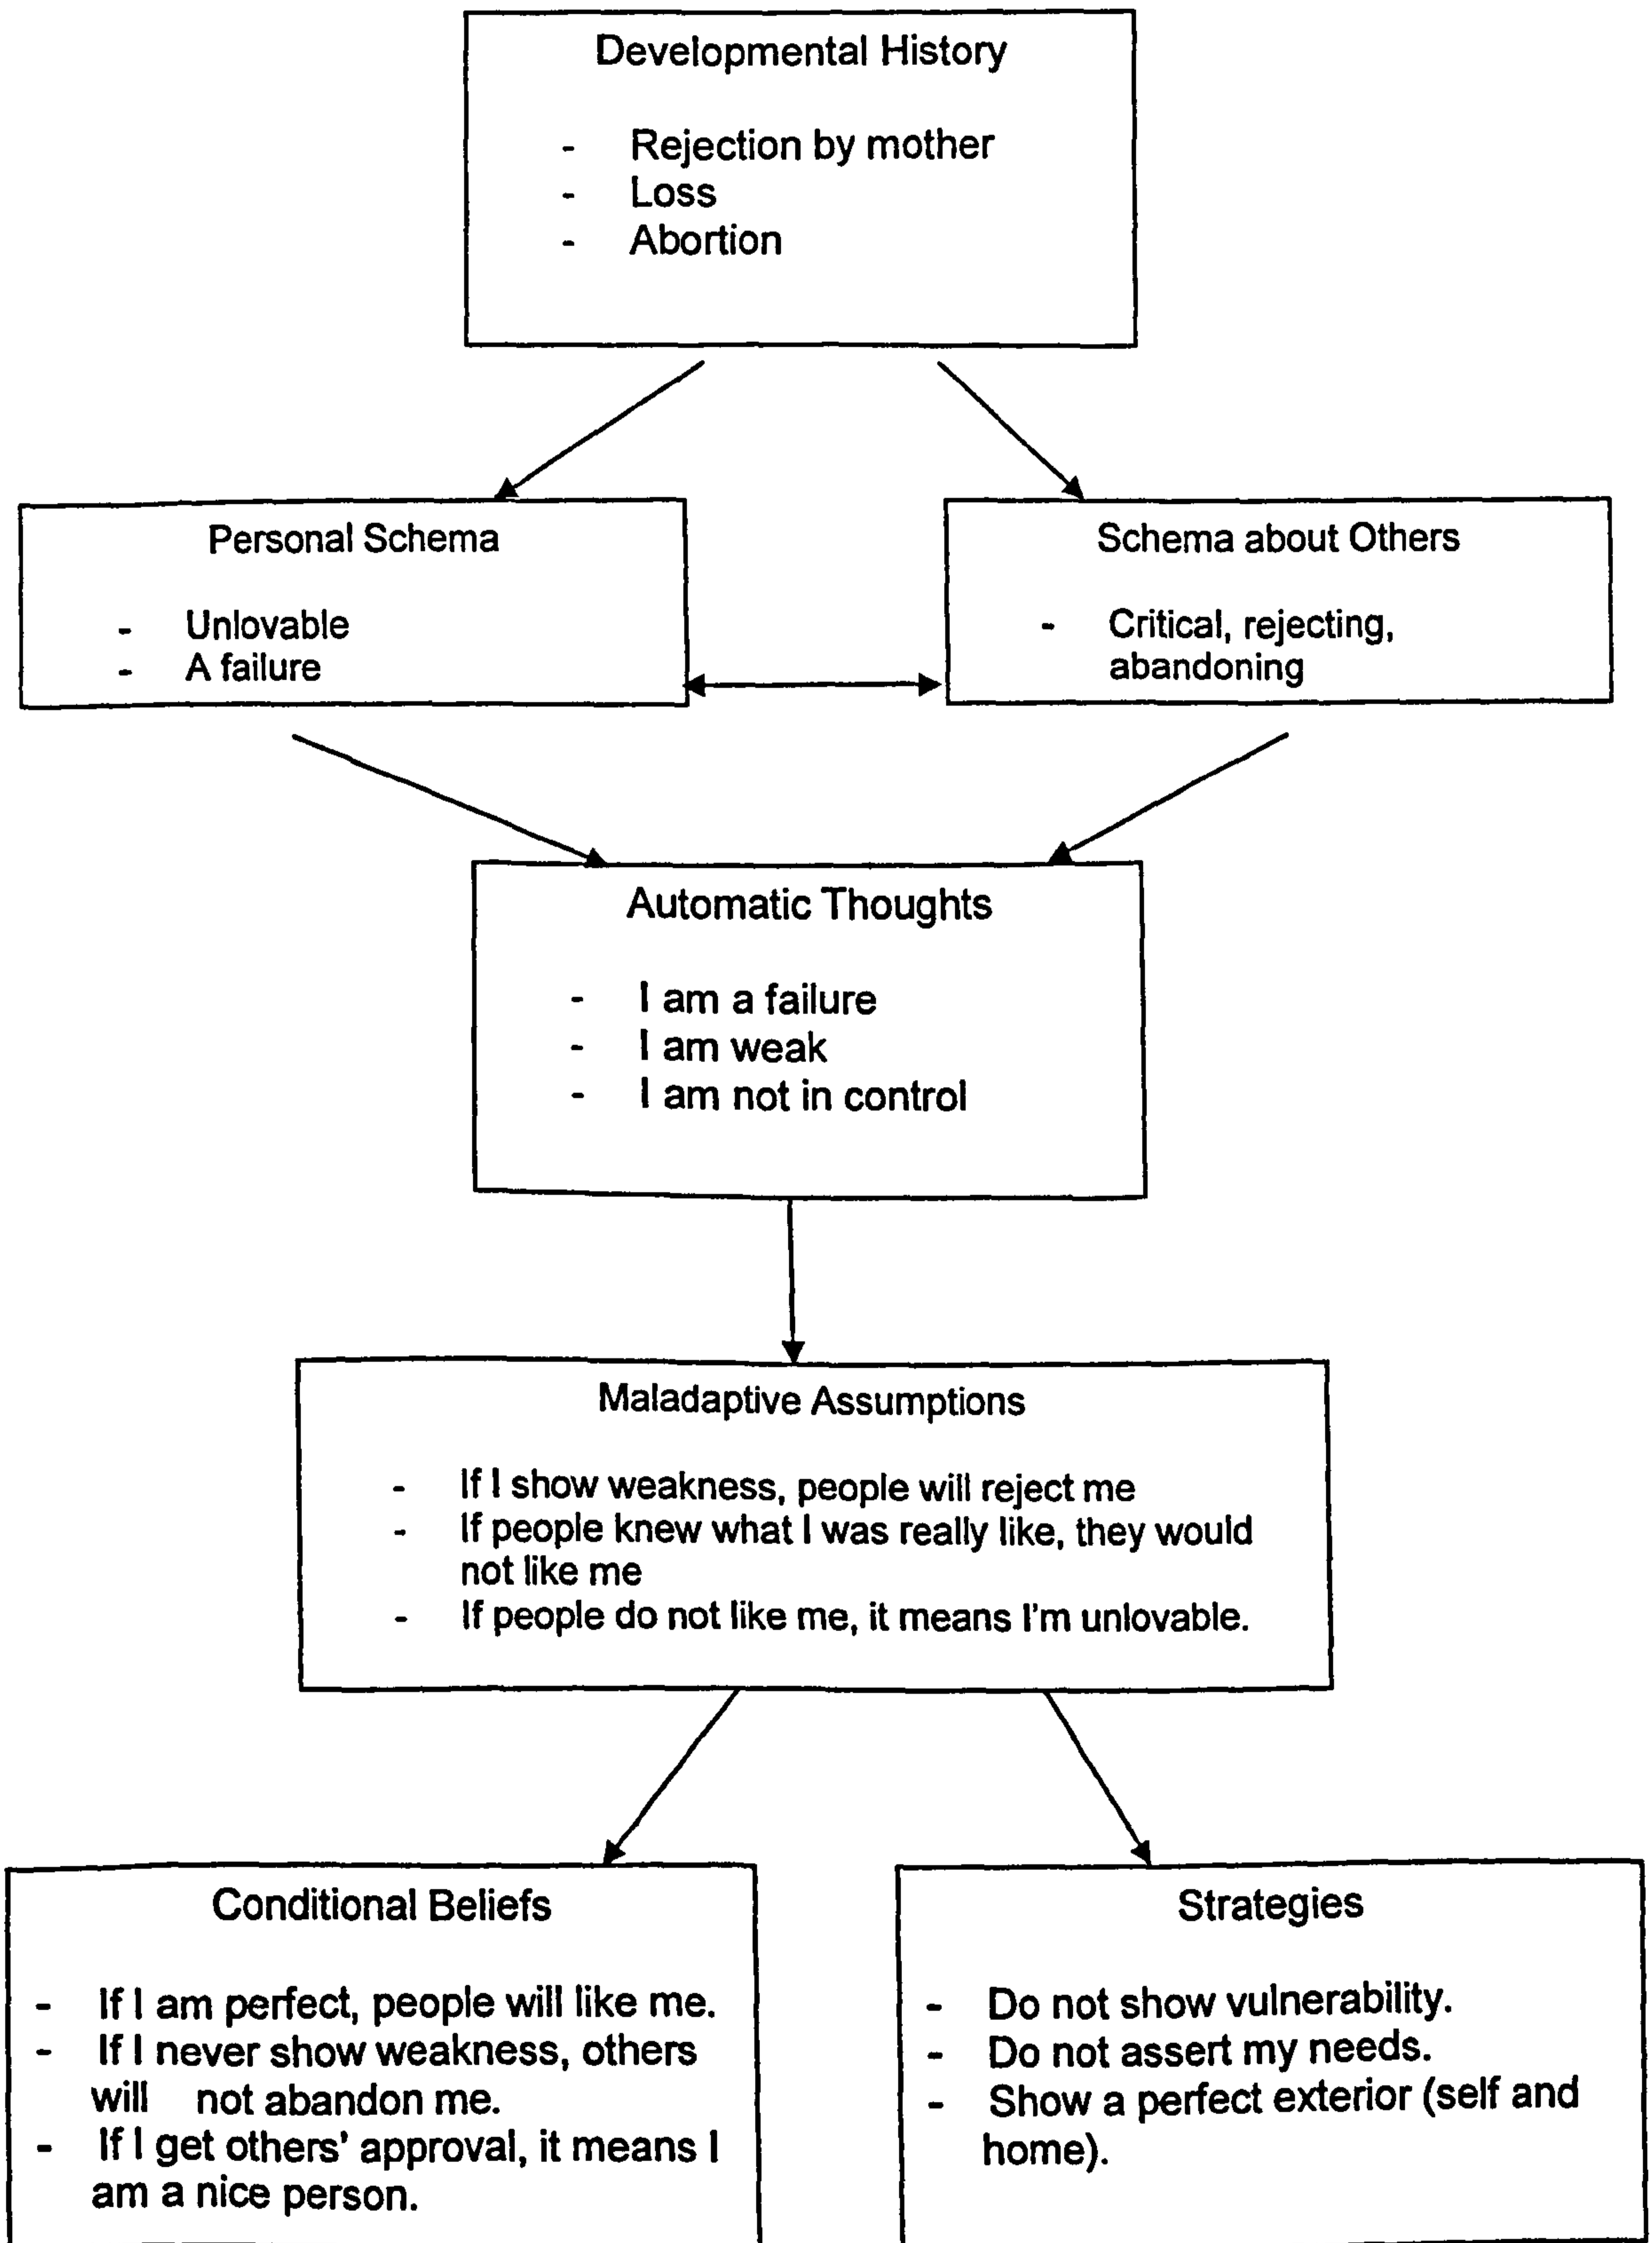 Developmental History
- Rejection by mother
- Loss
- Abortion
Personal Schema
- Unlovable
- A failure
Schema about Others
- Critical, rejecting,
abandoning
Automatic Thoughts
- I am a failure
- I am weak
- I am not in control
Maladaptive Assumptions
- If I show weakness, people will reject me
- If people knew what I was really like, they would
not like me
- If people do not like me, it means I'm unlovable.
Conditional Beliefs
- If I am perfect, people will like me.
- If I never show weakness, others
will not abandon me.
- If I get others' approval, it means I
am a nice person.
Strategies
- Do not show vulnerability.
- Do not assert my needs.
- Show a perfect exterior (self and
home).